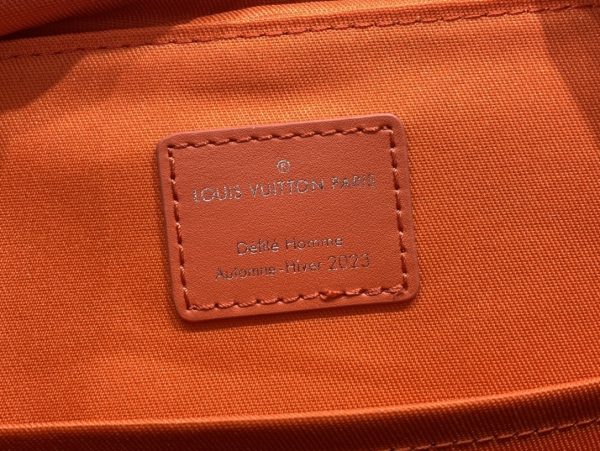 ®
LOUIS VUITTON PARIS
Défilé Homme
Automne-Hiver 2023